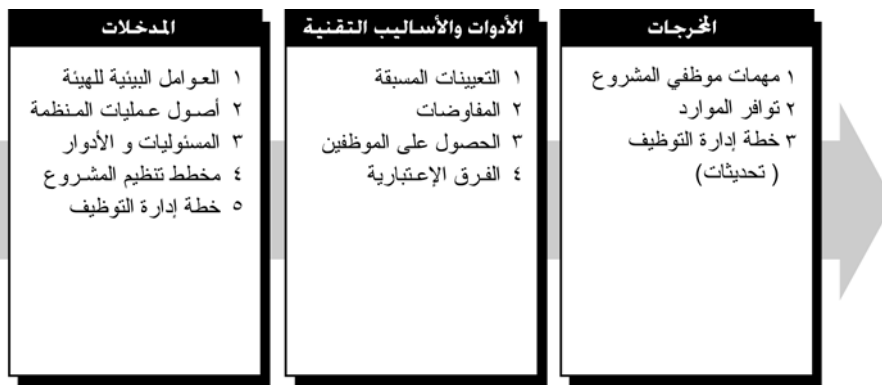 المدخلات
١ العوامل البيئية للهيئة
٢ أصول عمليات المنظمة
٣ المسئوليات و الأدوار
٤ مخطط تنظيم المشروع
٥ خطة إدارة التوظيف
الأدوات والأساليب التقنية
١ التعيينات المسبقة
٢ المفاوضات
٣ الحصول على الموظفين
٤ الفرق الإعتبارية
المخرجات
١ مهمات موظفي المشروع
٢ توافر الموارد
٣ خطة إدارة التوظيف
( تحديثات)